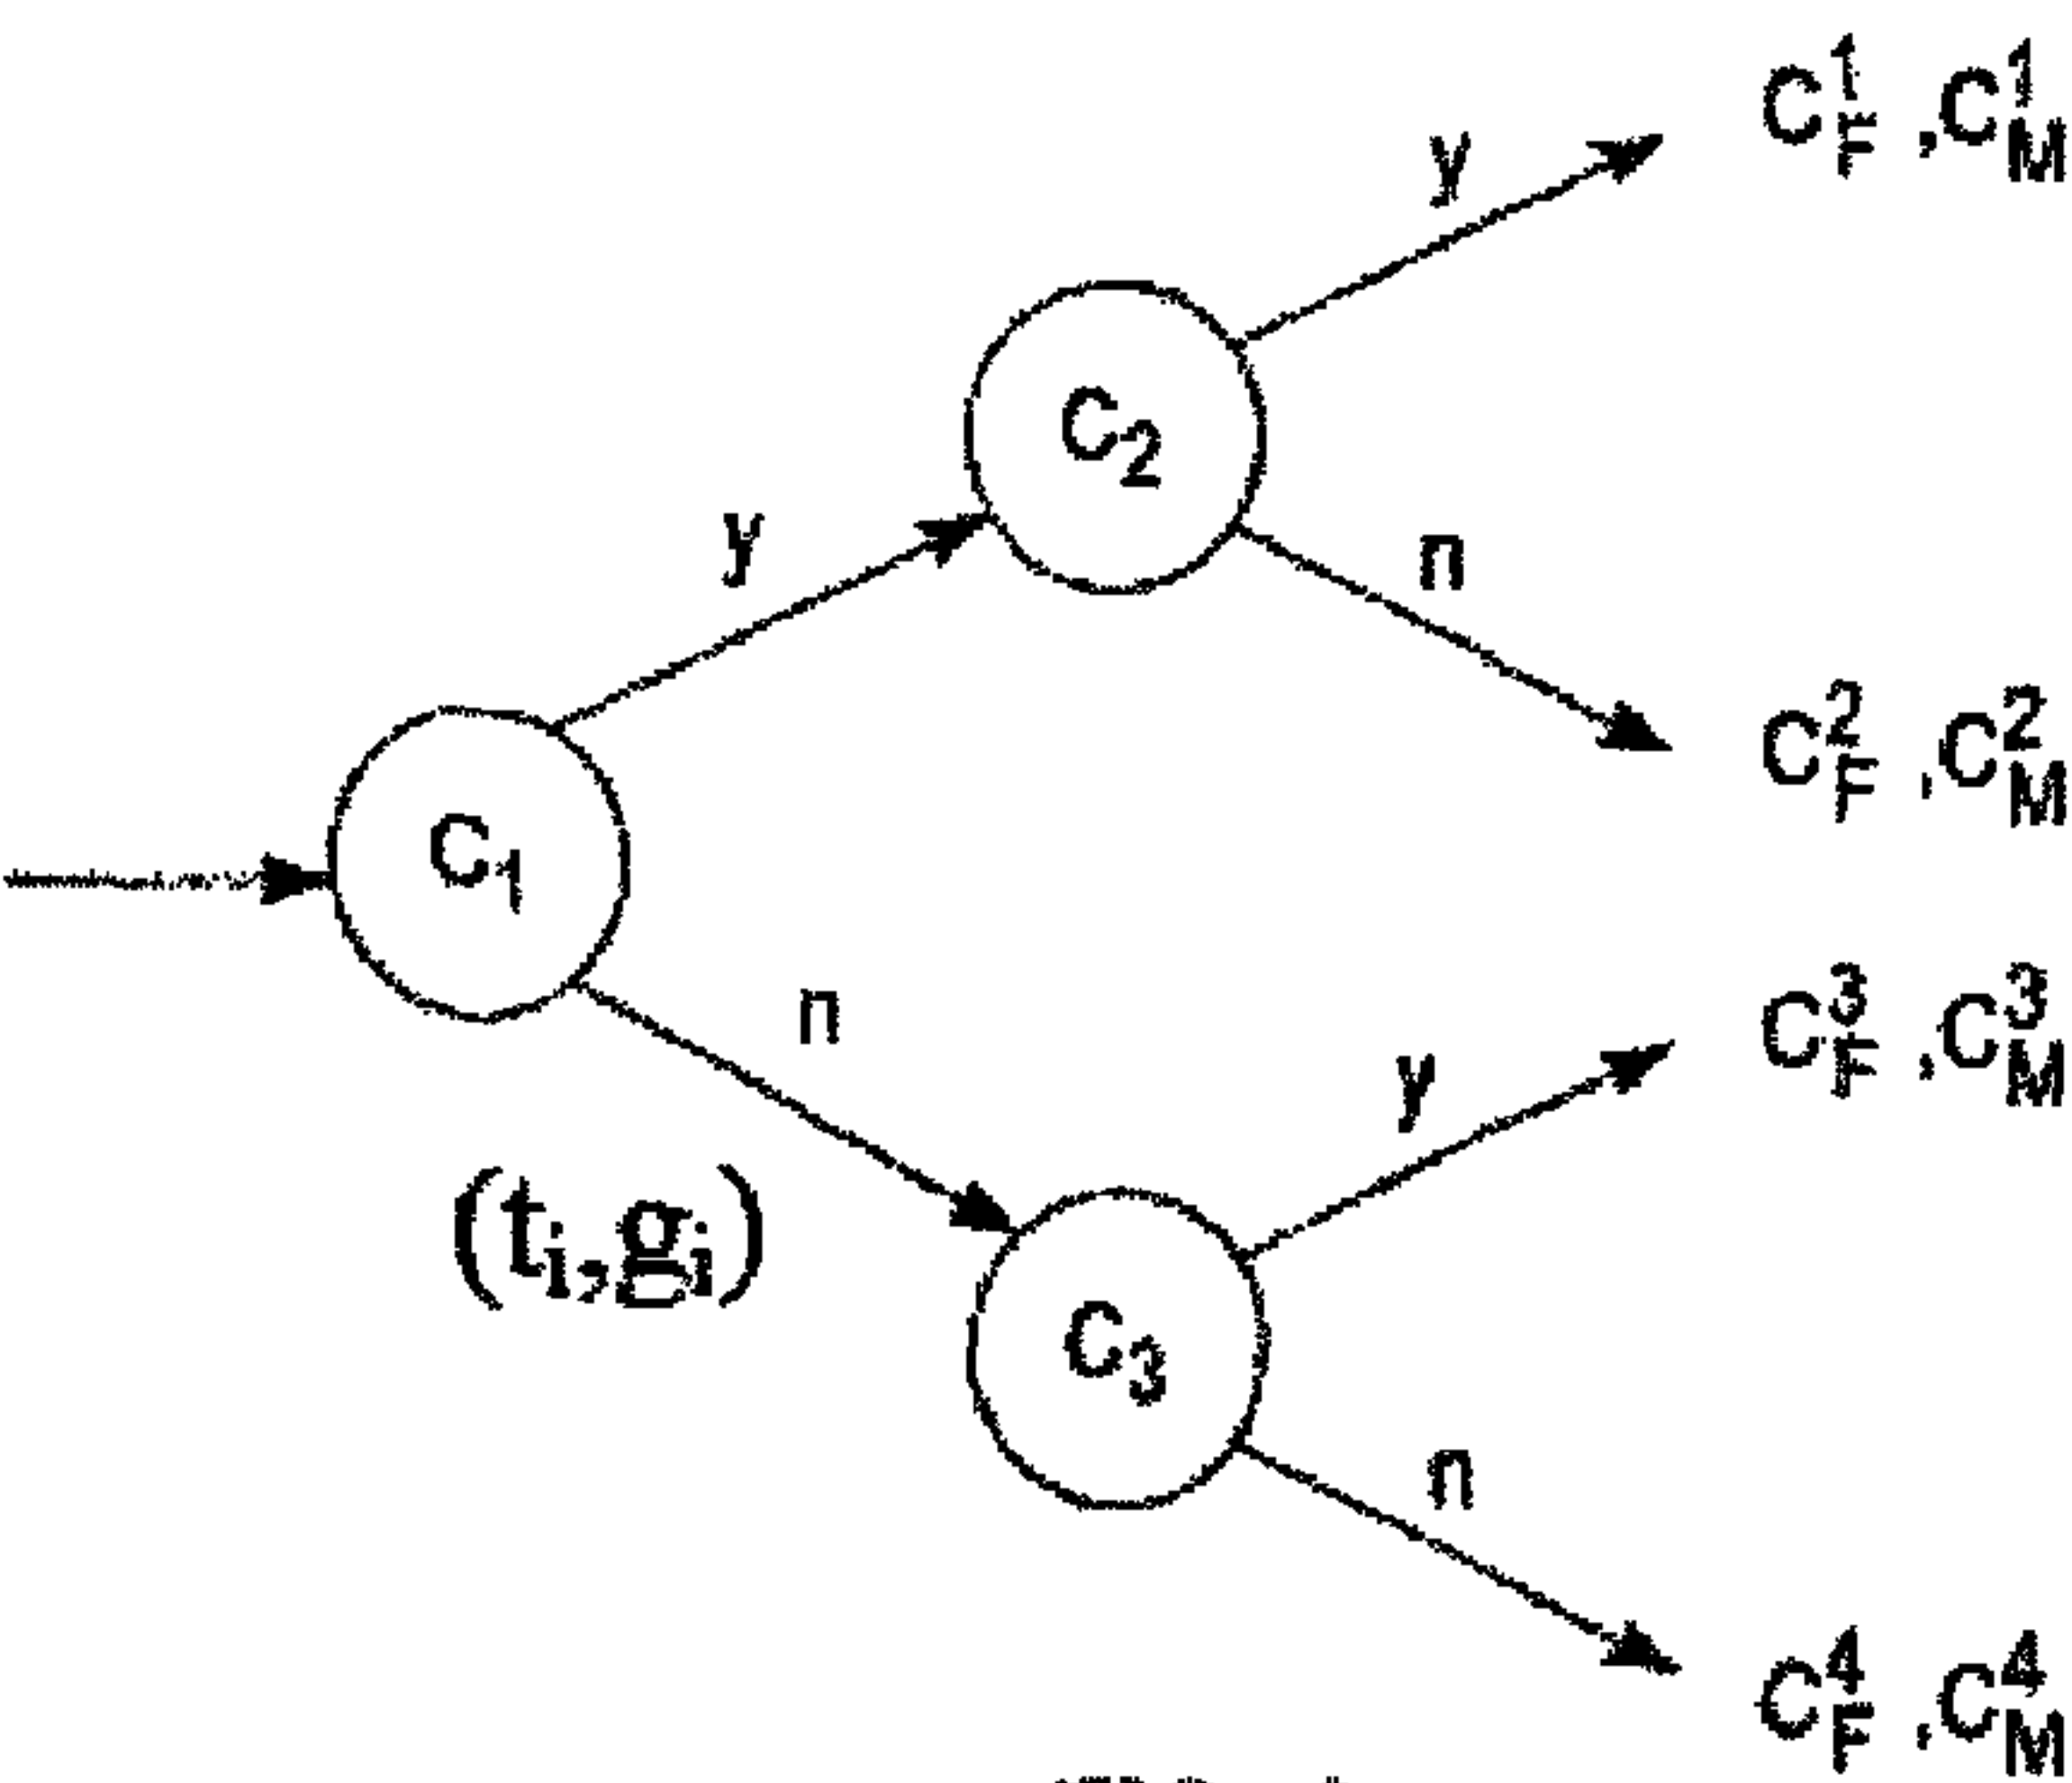 C_F^1 ,C_M^1
y
C_2
y
n
C_F^2 ,C_M^2
C_1
C_F^3 ,C_M^3
n
y
(t_i,g_i)
C_3
n
C_F^4 ,C_M^4